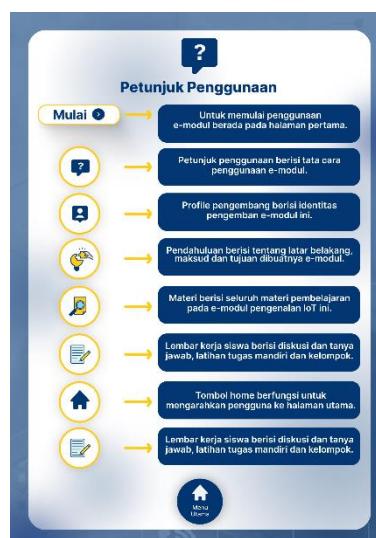 ?
Petunjuk Penggunaan
Mulai
Untuk memulai penggunaan
e-modul berada pada halaman pertama.
?
Petunjuk penggunaan berisi tata cara
penggunaan e-modul.
Profile pengembang berisi identitas
pengemban e-modul ini.
Pendahuluan berisi tentang latar belakang,
maksud dan tujuan dibuatnya e-modul.
Materi berisi seluruh materi pembelajaran
pada e-modul pengenalan IoT ini.
Lembar kerja siswa berisi diskusi dan tanya
jawab, latihan tugas mandiri dan kelompok.
Tombol home berfungsi untuk
mengarahkan pengguna ke halaman utama.
Lembar kerja siswa berisi diskusi dan tanya
jawab, latihan tugas mandiri dan kelompok.
Menu
Utama